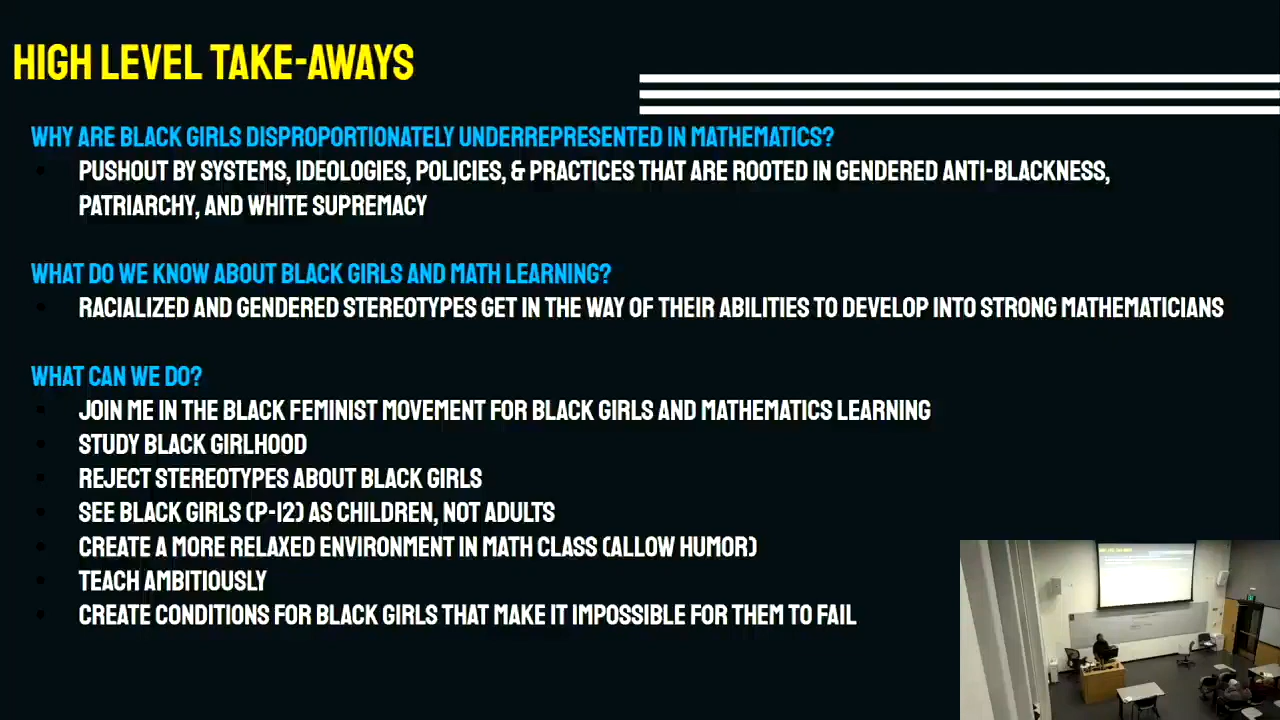 HIGH LEVEL TAKE-AWAYS
WHY ARE BLACK GIRLS DISPROPORTIONATELY UNDERREPRESENTED IN MATHEMATICS?
PUSHOUT BY SYSTEMS, IDEOLOGIES, POLICIES, & PRACTICES THAT ARE ROOTED IN GENDERED ANTI-BLACKNESS,
PATRIARCHY, AND WHITE SUPREMACY
WHAT DO WE KNOW ABOUT BLACK GIRLS AND MATH LEARNING?
RACIALIZED AND GENDERED STEREOTYPES GET IN THE WAY OF THEIR ABILITIES TO DEVELOP INTO STRONG MATHEMATICIANS
WHAT CAN WE DO?
JOIN ME IN THE BLACK FEMINIST MOVEMENT FOR BLACK GIRLS AND MATHEMATICS LEARNING
STUDY BLACK GIRLHOOD
REJECT STEREOTYPES ABOUT BLACK GIRLS
SEE BLACK GIRLS (P-12) AS CHILDREN, NOT ADULTS
CREATE A MORE RELAXED ENVIRONMENT IN MATH CLASS (ALLOW HUMOR)
TEACH AMBITIOUSLY
CREATE CONDITIONS FOR BLACK GIRLS THAT MAKE IT IMPOSSIBLE FOR THEM TO FAIL